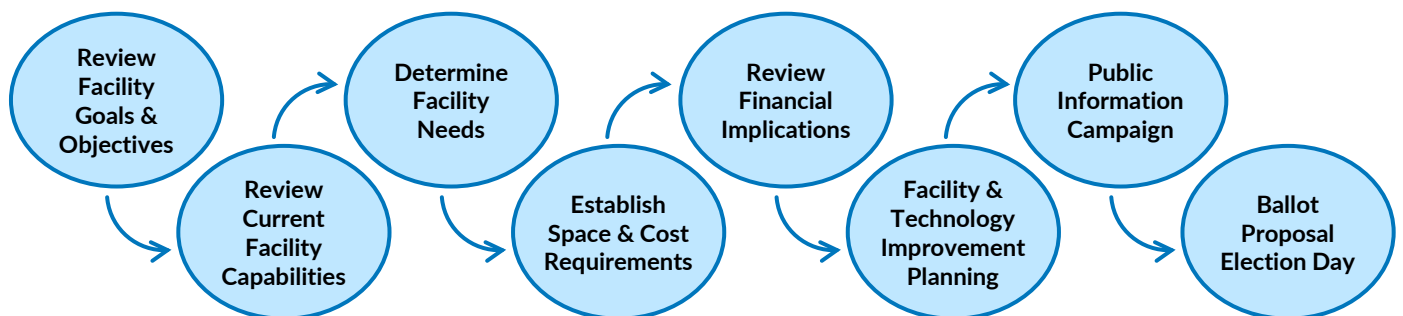 Review
Facility
Goals &
Objectives
Review
Current
Facility
Capabilities
Determine
Facility
Needs
Establish
Space & Cost
Requirements
Review
Financial
Implications
Facility &
Technology
Improvement
Planning
Public
Information
Campaign
Ballot
Proposal
Election Day